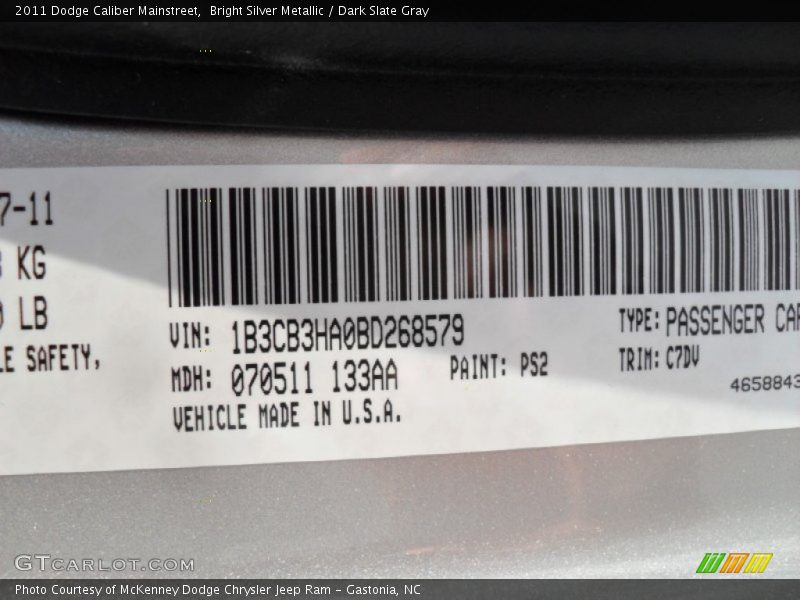 2011 Dodge Caliber Mainstreet, Bright Silver Metallic / Dark Slate Gray
7-11
KG
LB
LE SAFETY,
VIN: 1B3CB3HA0BD268579
TYPE: PASSENGER CAR
MDH: 070511 133AA
PAINT: PS2
TRIM: C7DV
VEHICLE MADE IN U.S.A.
4658843
GTCARLOT.COM
Photo Courtesy of McKenney Dodge Chrysler Jeep Ram - Gastonia, NC